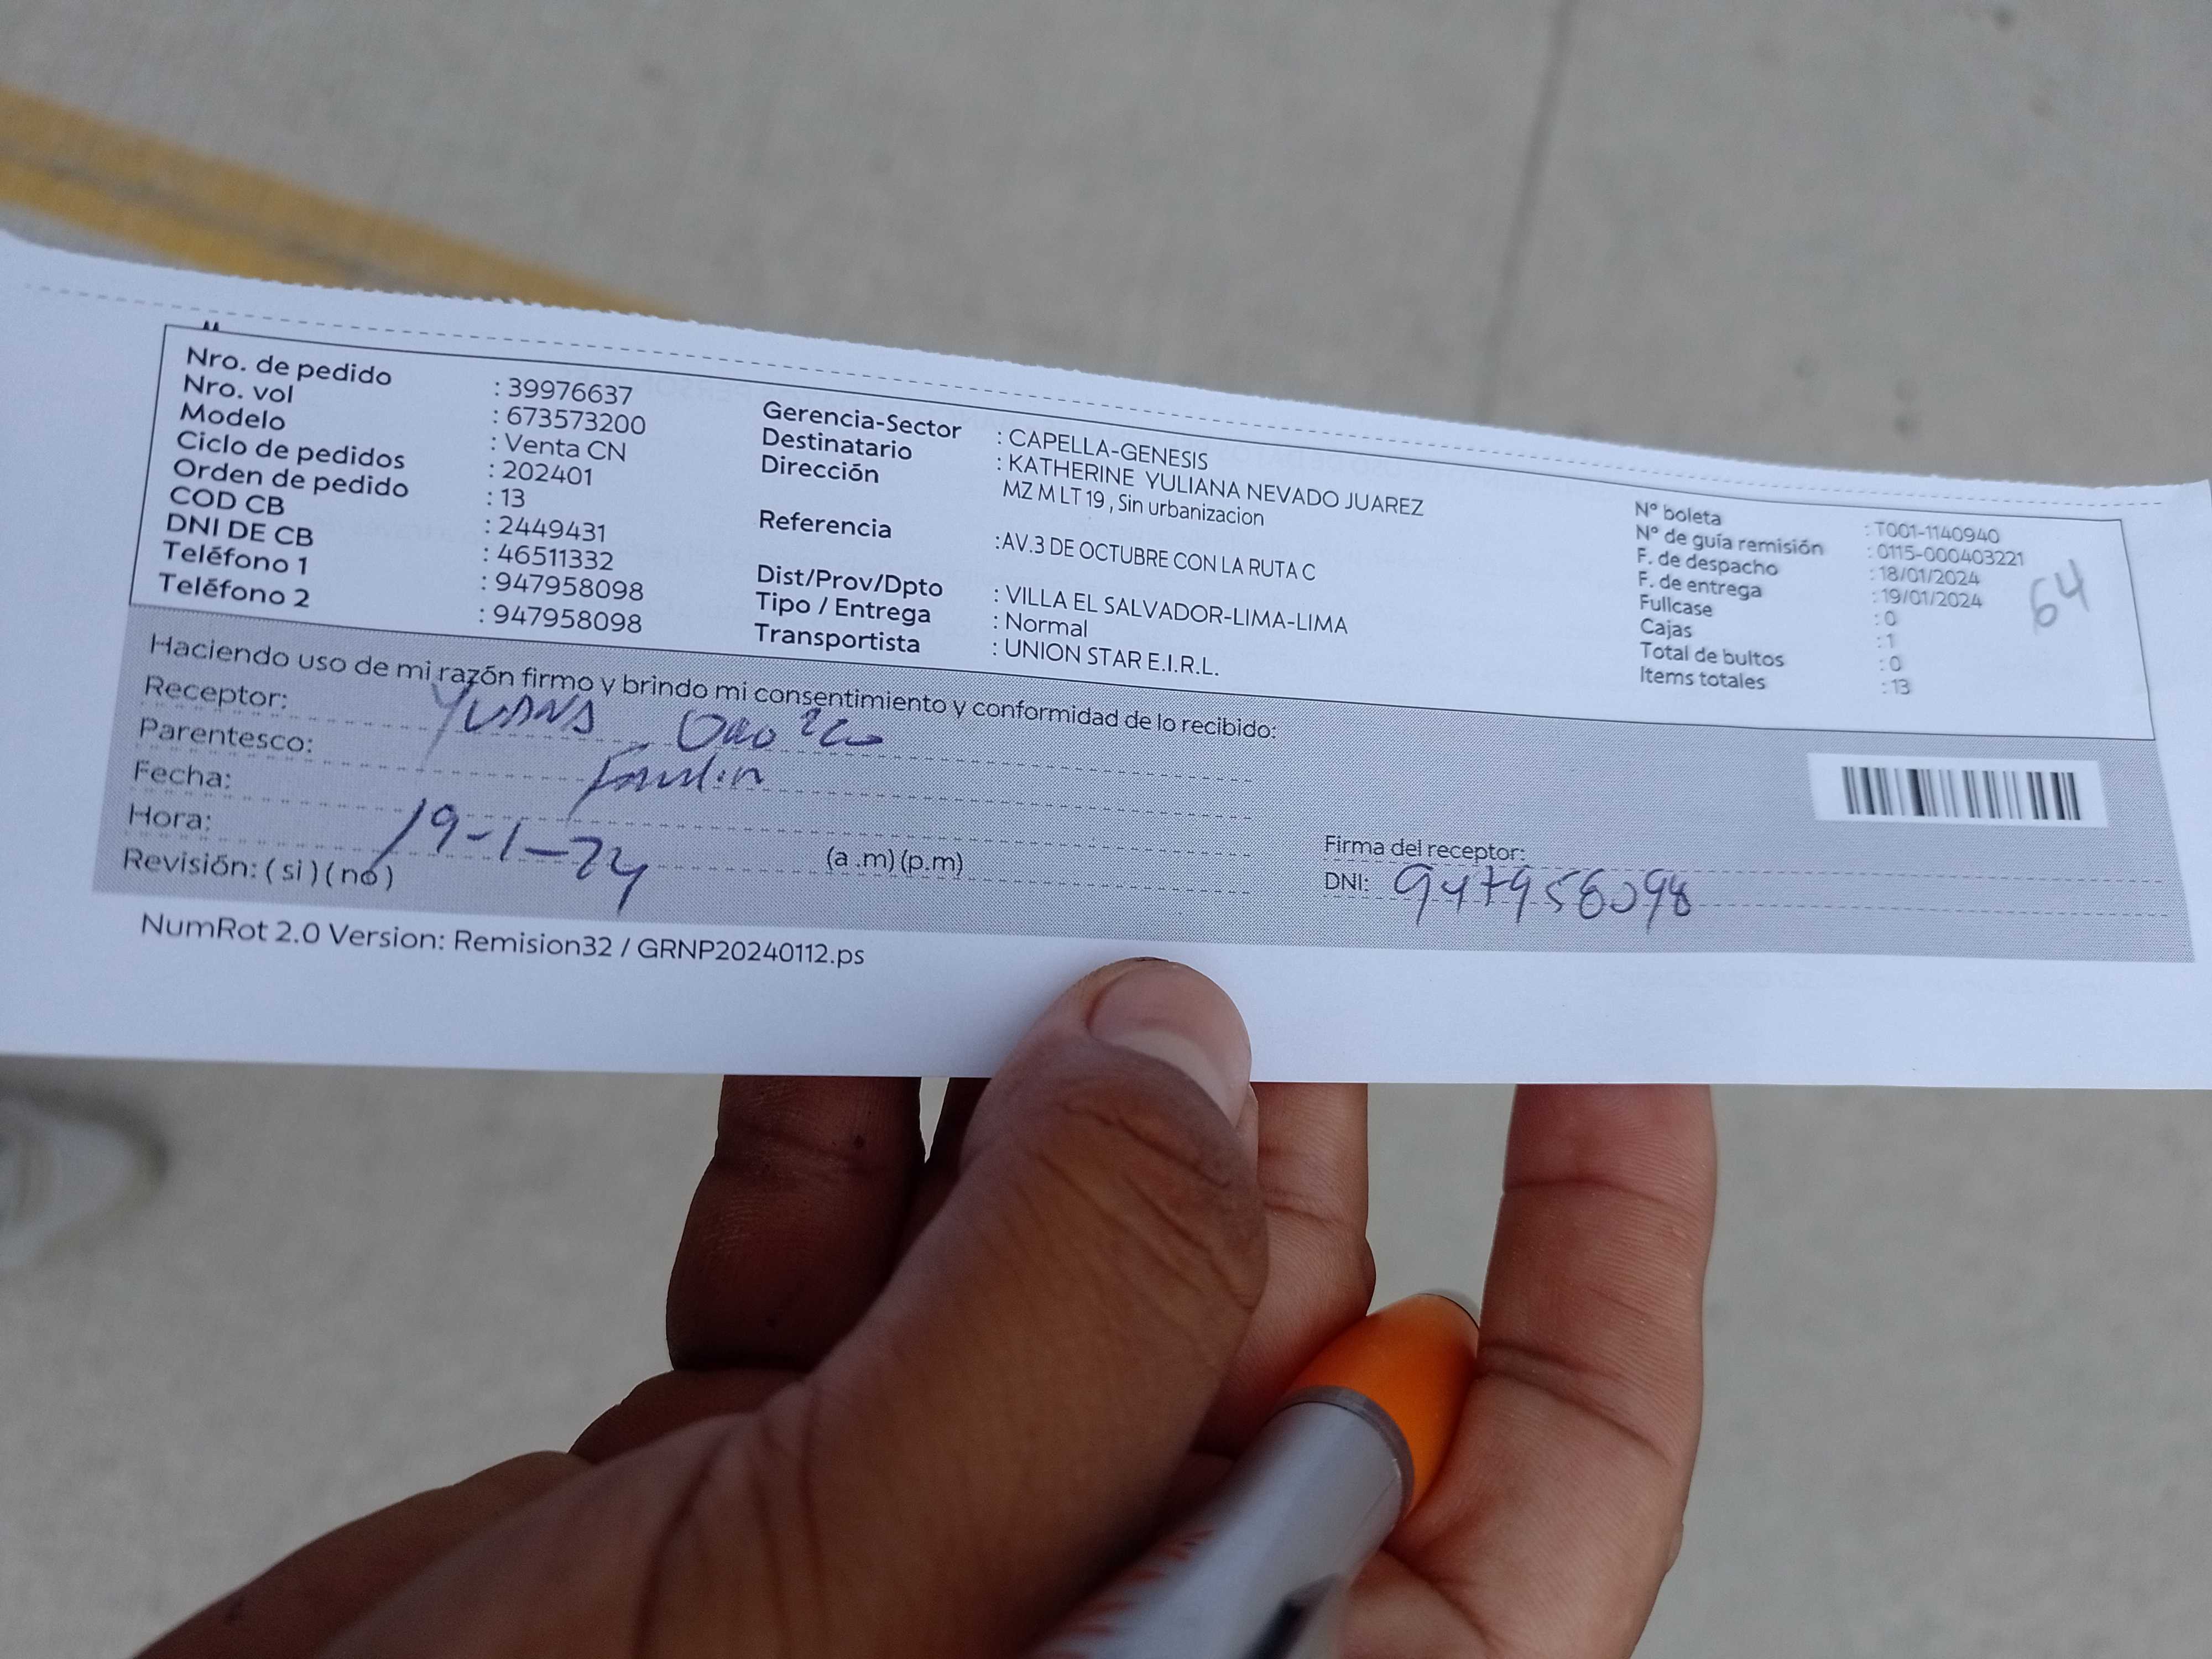 Nro. de pedido : 39976637
Nro. vol : 673573200
Modelo : Venta CN
Ciclo de pedidos : 202401
Orden de pedido : 13
COD CB : 2449431
DNI DE CB : 46511332
Teléfono 1 : 947958098
Teléfono 2 : 947958098
Gerencia-Sector : CAPELLA-GENESIS
Destinatario : KATHERINE YULIANA NEVADO JUAREZ
Dirección MZ M LT 19 , Sin urbanizacion
Referencia :AV.3 DE OCTUBRE CON LA RUTA C
Dist/Prov/Dpto : VILLA EL SALVADOR-LIMA-LIMA
Tipo / Entrega : Normal
Transportista : UNION STAR E.I.R.L.
Nº boleta : T001-1140940
Nº de guía remisión : 0115-000403221
F. de despacho : 18/01/2024
F. de entrega : 19/01/2024
Fullcase : 0
Cajas : 1
Total de bultos : 0
Items totales : 13
64
Haciendo uso de mi razón firmo y brindo mi consentimiento y conformidad de lo recibido:
Receptor:
Parentesco:
Fecha: 19-1-24
Hora: (a .m) (p.m)
Revisión: ( si ) ( no )
Firma del receptor:
DNI: 947958098
NumRot 2.0 Version: Remision32 / GRNP20240112.ps